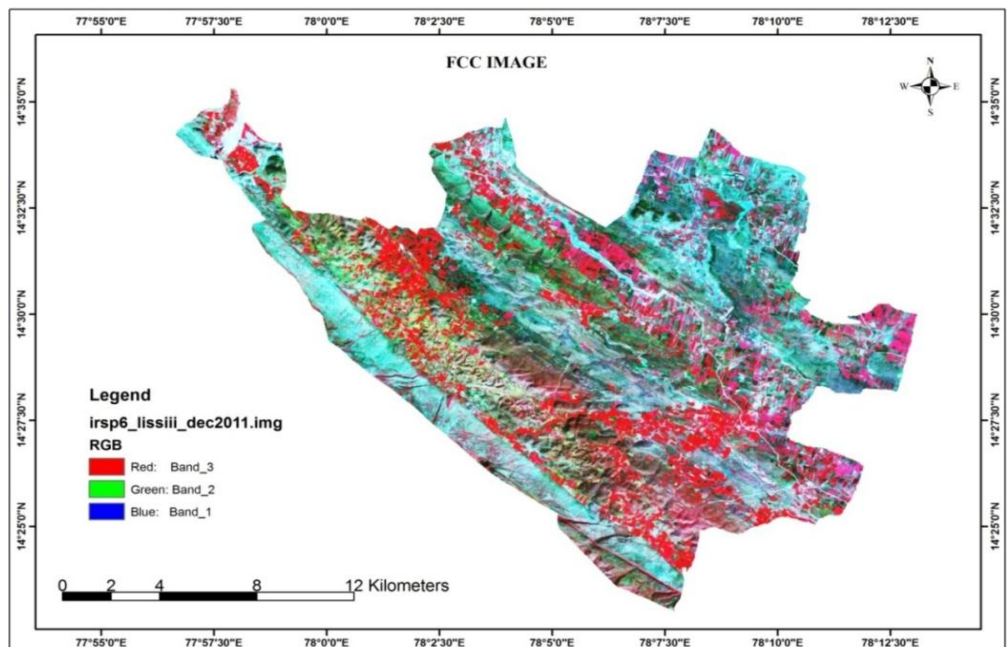 77°55'0"E 77°57'30"E 78°0'0"E 78°2'30"E 78°5'0"E 78°7'30"E 78°10'0"E 78°12'30"E
FCC IMAGE
N
W E
S
14°35'0"N 14°35'0"N
14°32'30"N 14°32'30"N
14°30'0"N 14°30'0"N
14°27'30"N 14°27'30"N
14°25'0"N 14°25'0"N
Legend
irsp6_lissiii_dec2011.img
RGB
Red: Band_3
Green: Band_2
Blue: Band_1
0 2 4 8 12 Kilometers
77°55'0"E 77°57'30"E 78°0'0"E 78°2'30"E 78°5'0"E 78°7'30"E 78°10'0"E 78°12'30"E